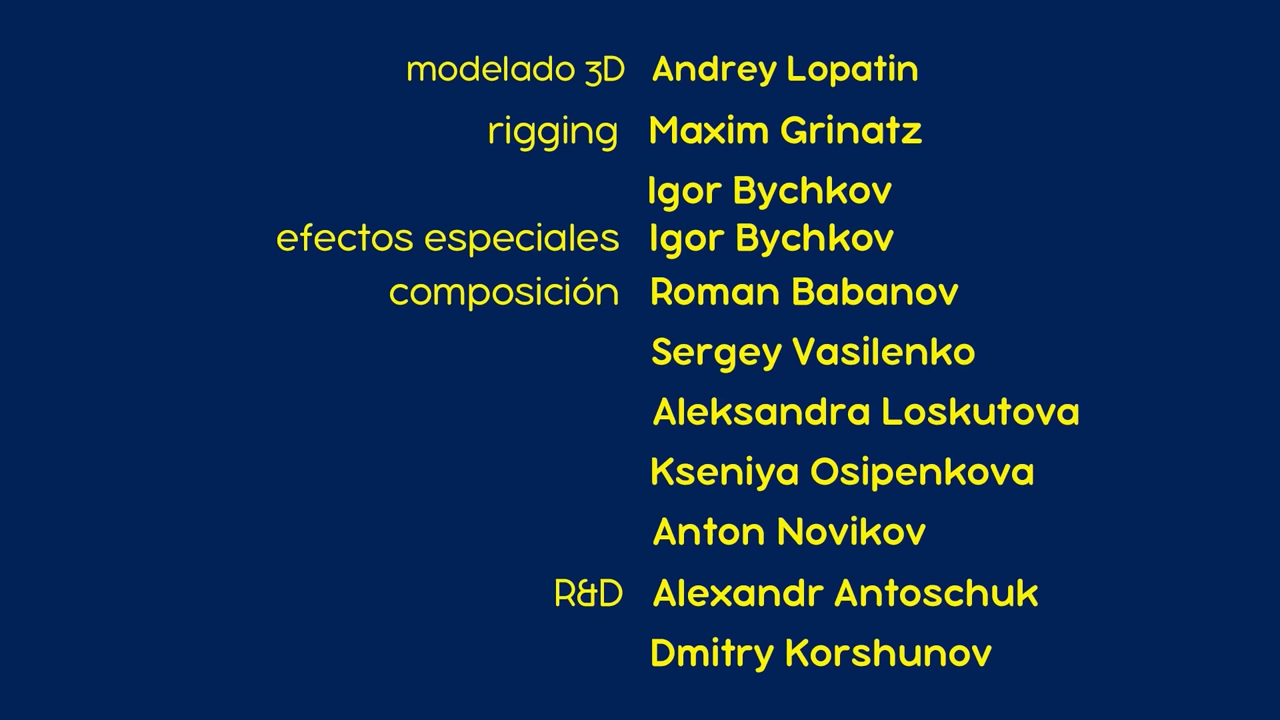 modelado 3D Andrey Lopatin
rigging Maxim Grinatz
Igor Bychkov
efectos especiales Igor Bychkov
composición Roman Babanov
Sergey Vasilenko
Aleksandra Loskutova
Kseniya Osipenkova
Anton Novikov
R&D Alexandr Antoschuk
Dmitry Korshunov